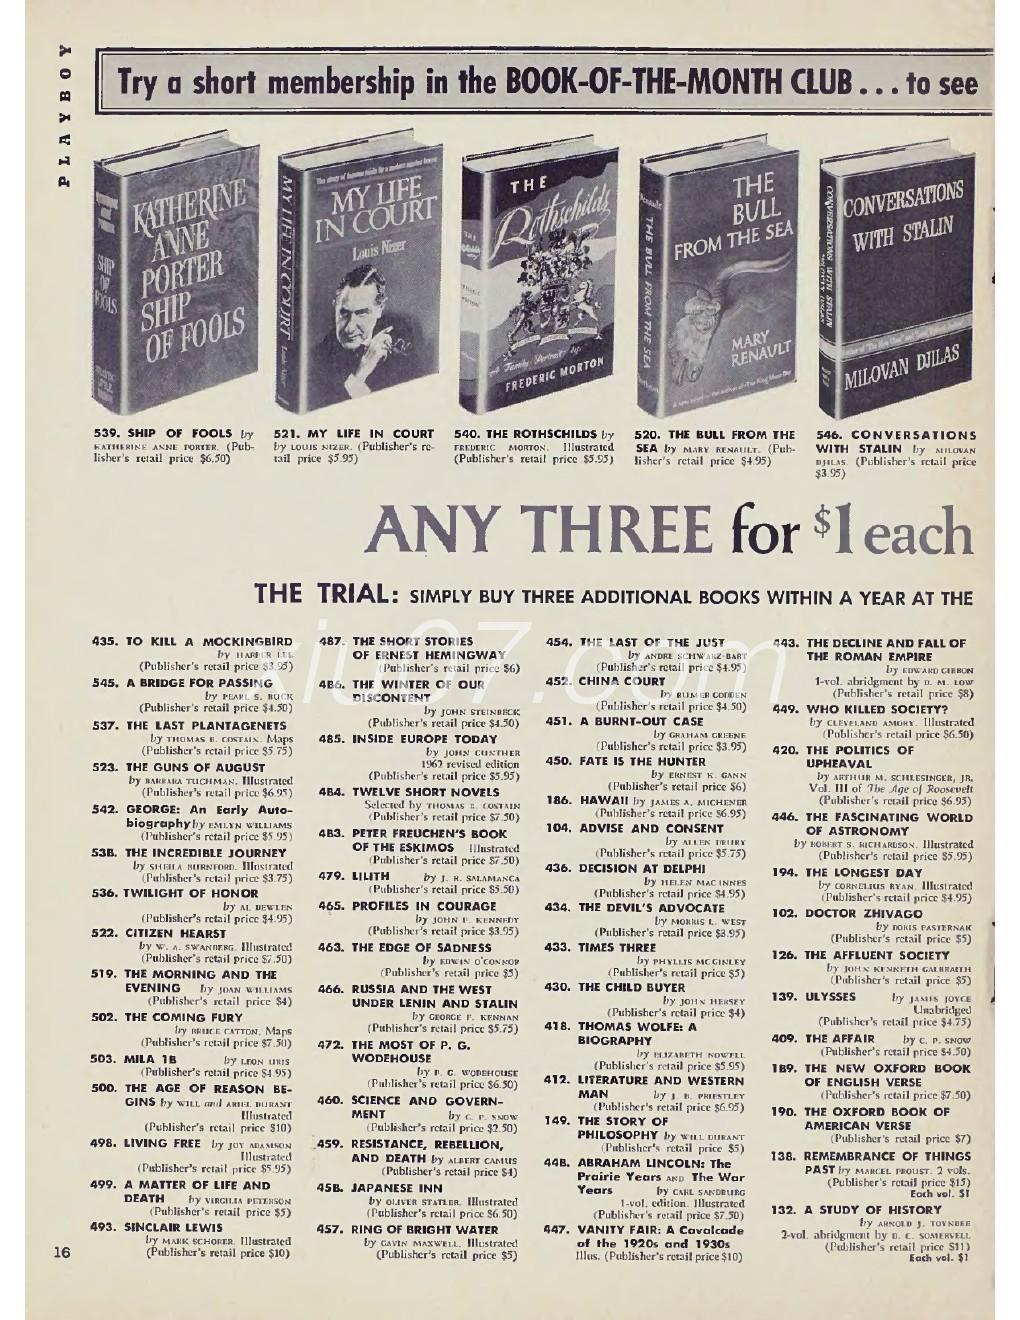 PLAYBOY
Try a short membership in the BOOK-OF-THE-MONTH CLUB . . . to see
KATHERINE
ANNE
PORTER
SHIP
OF FOOLS
SHIP
OF
FOOLS
MY LIFE
IN COURT
Louis Nizer
MY LIFE IN COURT
Louis Nizer
THE
Rothschilds
A Family Portrait by
FREDERIC MORTON
THE
BULL
FROM THE SEA
MARY
RENAULT
THE BULL FROM THE SEA
CONVERSATIONS
WITH STALIN
MILOVAN DJILAS
CONVERSATIONS WITH STALIN
539. SHIP OF FOOLS by
KATHERINE ANNE PORTER. (Pub-
lisher's retail price $6.50)
521. MY LIFE IN COURT
by LOUIS NIZER. (Publisher's re-
tail price $5.95)
540. THE ROTHSCHILDS by
FREDERIC MORTON. Illustrated
(Publisher's retail price $5.95)
520. THE BULL FROM THE
SEA by MARY RENAULT. (Pub-
lisher's retail price $4.95)
546. CONVERSATIONS
WITH STALIN by MILOVAN
DJILAS. (Publisher's retail price
$3.95)
ANY THREE for $1 each
THE TRIAL: SIMPLY BUY THREE ADDITIONAL BOOKS WITHIN A YEAR AT THE
435. TO KILL A MOCKINGBIRD
by HARPER LEE
(Publisher's retail price $3.95)
545. A BRIDGE FOR PASSING
by PEARL S. BUCK
(Publisher's retail price $4.50)
537. THE LAST PLANTAGENETS
by THOMAS B. COSTAIN. Maps
(Publisher's retail price $5.75)
523. THE GUNS OF AUGUST
by BARBARA TUCHMAN. Illustrated
(Publisher's retail price $6.95)
542. GEORGE: An Early Auto-
biography by EMLYN WILLIAMS
(Publisher's retail price $5.95)
538. THE INCREDIBLE JOURNEY
by SHEILA BURNFORD. Illustrated
(Publisher's retail price $3.75)
536. TWILIGHT OF HONOR
by AL DEWLEN
(Publisher's retail price $4.95)
522. CITIZEN HEARST
by W. A. SWANBERG. Illustrated
(Publisher's retail price $7.50)
519. THE MORNING AND THE
EVENING by JOAN WILLIAMS
(Publisher's retail price $4)
502. THE COMING FURY
by BRUCE CATTON. Maps
(Publisher's retail price $7.50)
503. MILA 18 by LEON URIS
(Publisher's retail price $4.95)
500. THE AGE OF REASON BE-
GINS by WILL and ARIEL DURANT
Illustrated
(Publisher's retail price $10)
498. LIVING FREE by JOY ADAMSON
Illustrated
(Publisher's retail price $5.95)
499. A MATTER OF LIFE AND
DEATH by VIRGILIA PETERSON
(Publisher's retail price $5)
493. SINCLAIR LEWIS
by MARK SCHORER. Illustrated
(Publisher's retail price $10)
487. THE SHORT STORIES
OF ERNEST HEMINGWAY
(Publisher's retail price $6)
486. THE WINTER OF OUR
DISCONTENT
by JOHN STEINBECK
(Publisher's retail price $4.50)
485. INSIDE EUROPE TODAY
by JOHN GUNTHER
1962 revised edition
(Publisher's retail price $5.95)
484. TWELVE SHORT NOVELS
Selected by THOMAS B. COSTAIN
(Publisher's retail price $7.50)
483. PETER FREUCHEN'S BOOK
OF THE ESKIMOS Illustrated
(Publisher's retail price $7.50)
479. LILITH by J. R. SALAMANCA
(Publisher's retail price $5.50)
465. PROFILES IN COURAGE
by JOHN F. KENNEDY
(Publisher's retail price $3.95)
463. THE EDGE OF SADNESS
by EDWIN O'CONNOR
(Publisher's retail price $5)
466. RUSSIA AND THE WEST
UNDER LENIN AND STALIN
by GEORGE F. KENNAN
(Publisher's retail price $5.75)
472. THE MOST OF P. G.
WODEHOUSE
by P. G. WODEHOUSE
(Publisher's retail price $6.50)
460. SCIENCE AND GOVERN-
MENT by C. P. SNOW
(Publisher's retail price $2.50)
459. RESISTANCE, REBELLION,
AND DEATH by ALBERT CAMUS
(Publisher's retail price $4)
458. JAPANESE INN
by OLIVER STATLER. Illustrated
(Publisher's retail price $6.50)
457. RING OF BRIGHT WATER
by GAVIN MAXWELL. Illustrated
(Publisher's retail price $5)
454. THE LAST OF THE JUST
by ANDRE SCHWARZ-BART
(Publisher's retail price $4.95)
452. CHINA COURT
by RUMER GODDEN
(Publisher's retail price $4.50)
451. A BURNT-OUT CASE
by GRAHAM GREENE
(Publisher's retail price $3.95)
450. FATE IS THE HUNTER
by ERNEST K. GANN
(Publisher's retail price $6)
186. HAWAII by JAMES A. MICHENER
(Publisher's retail price $6.95)
104. ADVISE AND CONSENT
by ALLEN DRURY
(Publisher's retail price $5.75)
436. DECISION AT DELPHI
by HELEN MAC INNES
(Publisher's retail price $4.95)
434. THE DEVIL'S ADVOCATE
by MORRIS L. WEST
(Publisher's retail price $3.95)
433. TIMES THREE
by PHYLLIS MC GINLEY
(Publisher's retail price $5)
430. THE CHILD BUYER
by JOHN HERSEY
(Publisher's retail price $4)
418. THOMAS WOLFE: A
BIOGRAPHY
by ELIZABETH NOWELL
(Publisher's retail price $5.95)
412. LITERATURE AND WESTERN
MAN by J. B. PRIESTLEY
(Publisher's retail price $6.95)
149. THE STORY OF
PHILOSOPHY by WILL DURANT
(Publisher's retail price $5)
448. ABRAHAM LINCOLN: The
Prairie Years AND The War
Years by CARL SANDBURG
1-vol. edition. Illustrated
(Publisher's retail price $7.50)
447. VANITY FAIR: A Cavalcade
of the 1920s and 1930s
Illus. (Publisher's retail price $10)
443. THE DECLINE AND FALL OF
THE ROMAN EMPIRE
by EDWARD GIBBON
1-vol. abridgment by D. M. LOW
(Publisher's retail price $8)
449. WHO KILLED SOCIETY?
by CLEVELAND AMORY. Illustrated
(Publisher's retail price $6.50)
420. THE POLITICS OF
UPHEAVAL
by ARTHUR M. SCHLESINGER, JR.
Vol. III of The Age of Roosevelt
(Publisher's retail price $6.95)
446. THE FASCINATING WORLD
OF ASTRONOMY
by ROBERT S. RICHARDSON. Illustrated
(Publisher's retail price $5.95)
194. THE LONGEST DAY
by CORNELIUS RYAN. Illustrated
(Publisher's retail price $4.95)
102. DOCTOR ZHIVAGO
by BORIS PASTERNAK
(Publisher's retail price $5)
126. THE AFFLUENT SOCIETY
by JOHN KENNETH GALBRAITH
(Publisher's retail price $5)
139. ULYSSES by JAMES JOYCE
Unabridged
(Publisher's retail price $4.75)
409. THE AFFAIR by C. P. SNOW
(Publisher's retail price $4.50)
189. THE NEW OXFORD BOOK
OF ENGLISH VERSE
(Publisher's retail price $7.50)
190. THE OXFORD BOOK OF
AMERICAN VERSE
(Publisher's retail price $7)
138. REMEMBRANCE OF THINGS
PAST by MARCEL PROUST. 2 vols.
(Publisher's retail price $15)
Each vol. $1
132. A STUDY OF HISTORY
by ARNOLD J. TOYNBEE
2-vol. abridgment by D. C. SOMERVELL
(Publisher's retail price $11)
Each vol. $1
16